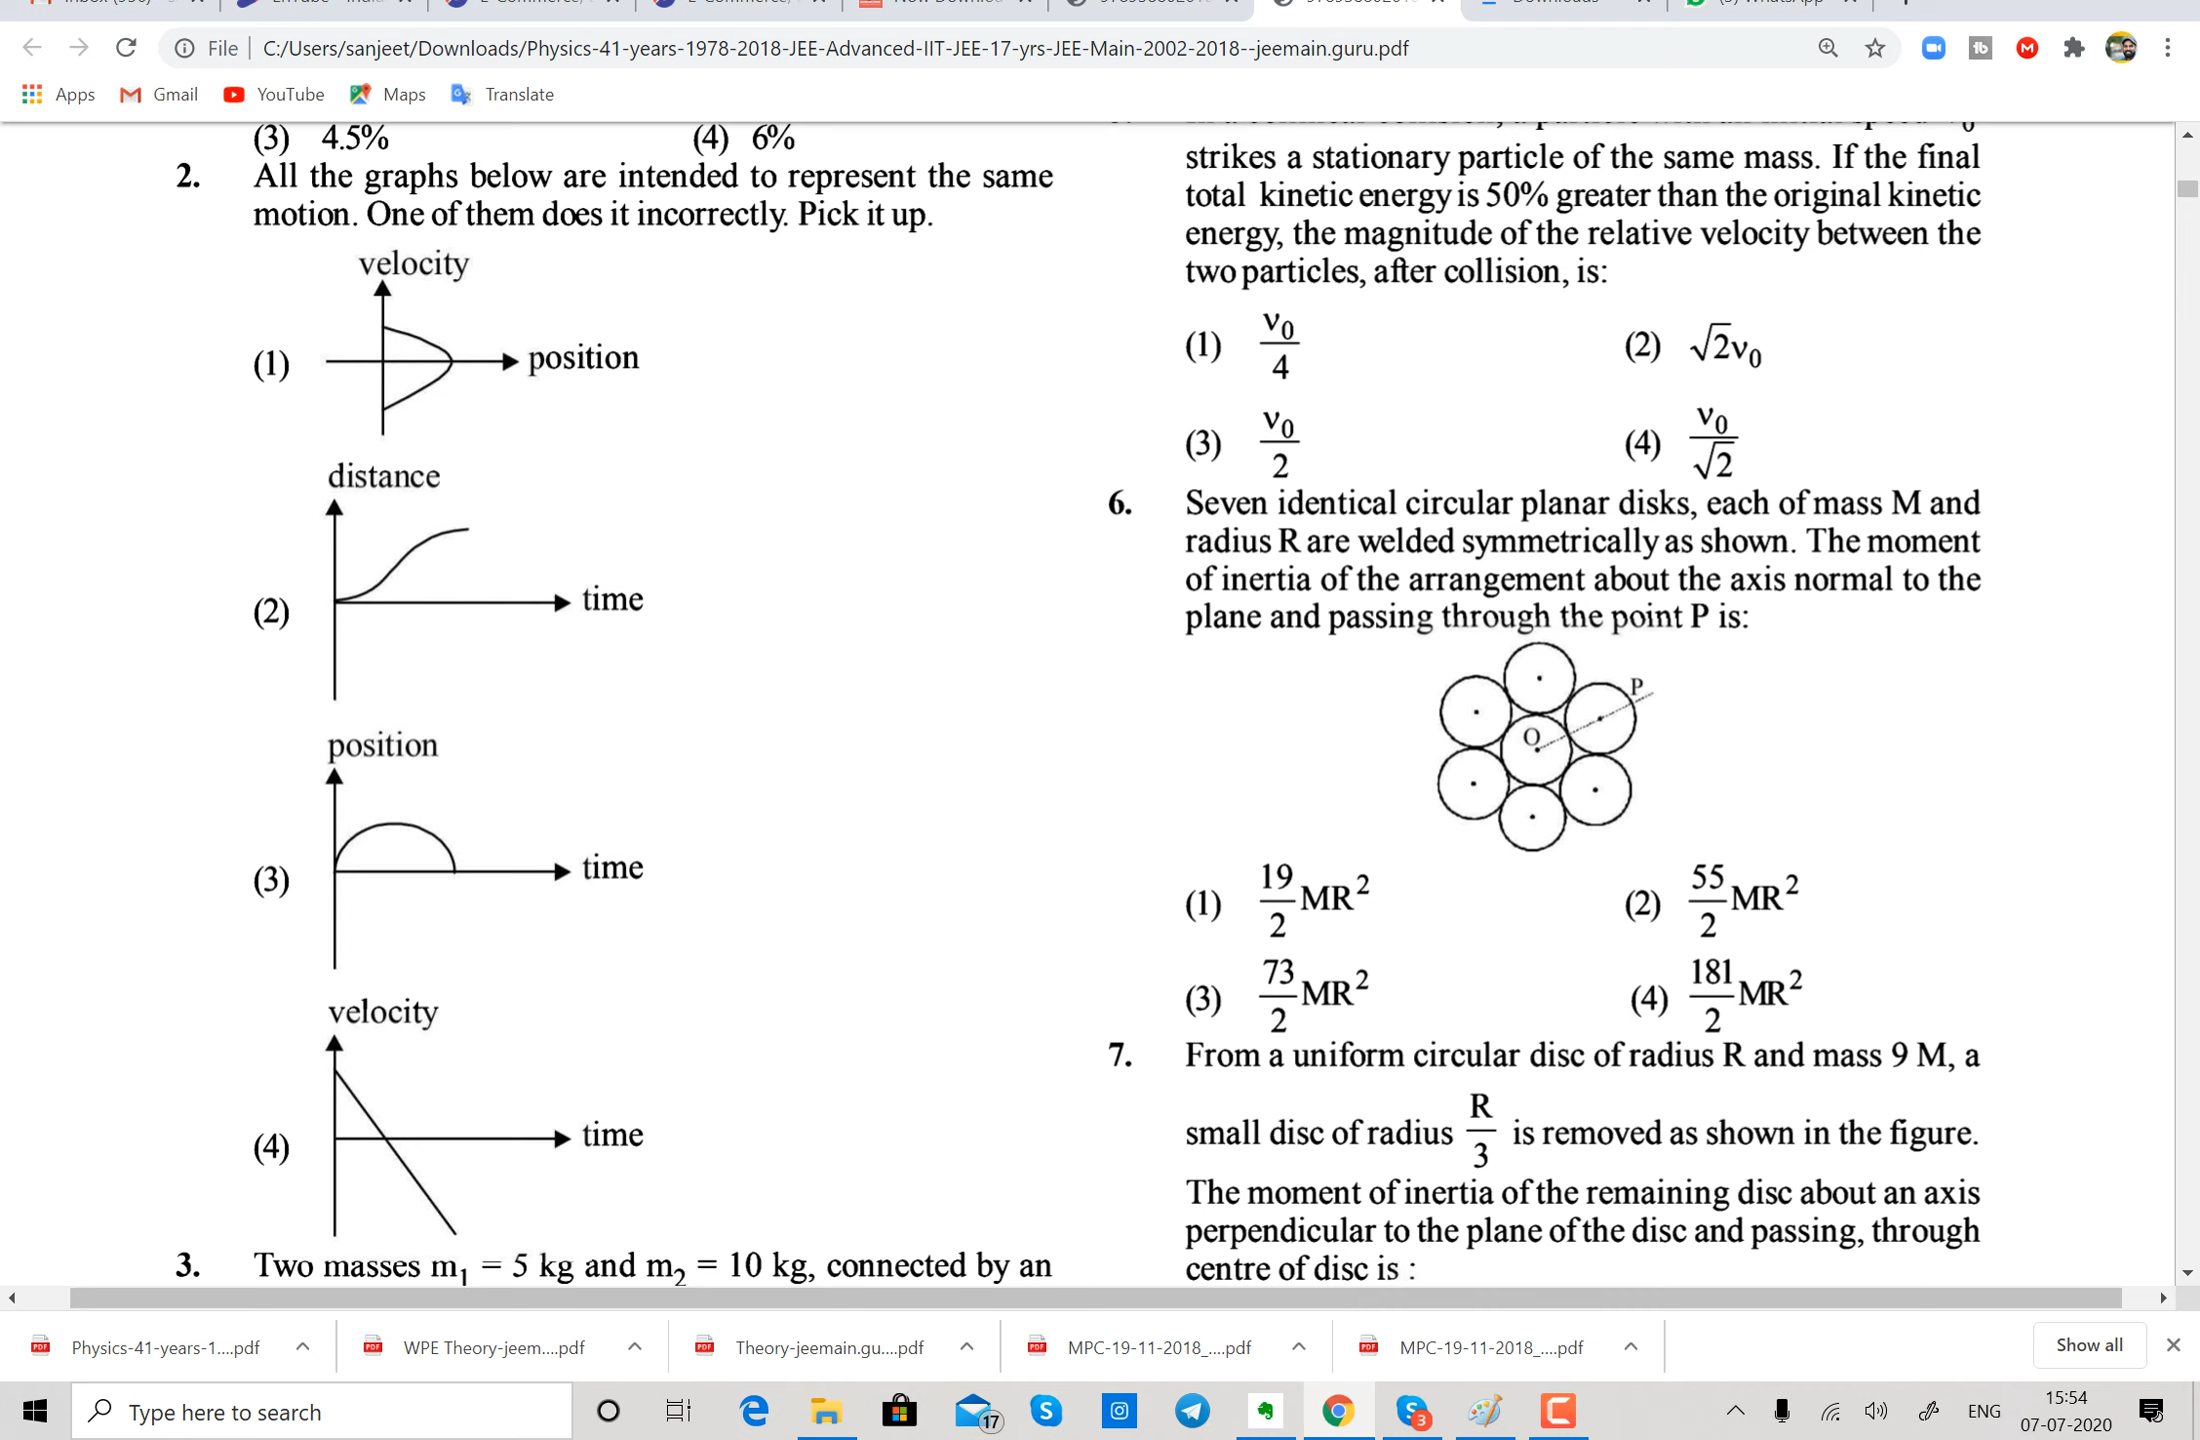 File C:/Users/sanjeet/Downloads/Physics-41-years-1978-2018-JEE-Advanced-IIT-JEE-17-yrs-JEE-Main-2002-2018--jeemain.guru.pdf
Apps Gmail YouTube Maps Translate
(3) 4.5% (4) 6%
2. All the graphs below are intended to represent the same
motion. One of them does it incorrectly. Pick it up.
velocity
(1) position
distance
(2) time
position
(3) time
velocity
(4) time
3. Two masses m₁ = 5 kg and m₂ = 10 kg, connected by an
strikes a stationary particle of the same mass. If the final
total kinetic energy is 50% greater than the original kinetic
energy, the magnitude of the relative velocity between the
two particles, after collision, is:
(1) v₀/4 (2) √2v₀
(3) v₀/2 (4) v₀/√2
6. Seven identical circular planar disks, each of mass M and
radius R are welded symmetrically as shown. The moment
of inertia of the arrangement about the axis normal to the
plane and passing through the point P is:
P
O
(1) 19/2 MR² (2) 55/2 MR²
(3) 73/2 MR² (4) 181/2 MR²
7. From a uniform circular disc of radius R and mass 9 M, a
small disc of radius R/3 is removed as shown in the figure.
The moment of inertia of the remaining disc about an axis
perpendicular to the plane of the disc and passing, through
centre of disc is :
Physics-41-years-1....pdf WPE Theory-jeem....pdf Theory-jeemain.gu....pdf MPC-19-11-2018_....pdf MPC-19-11-2018_....pdf Show all
Type here to search 17 3 ENG 15:54
07-07-2020